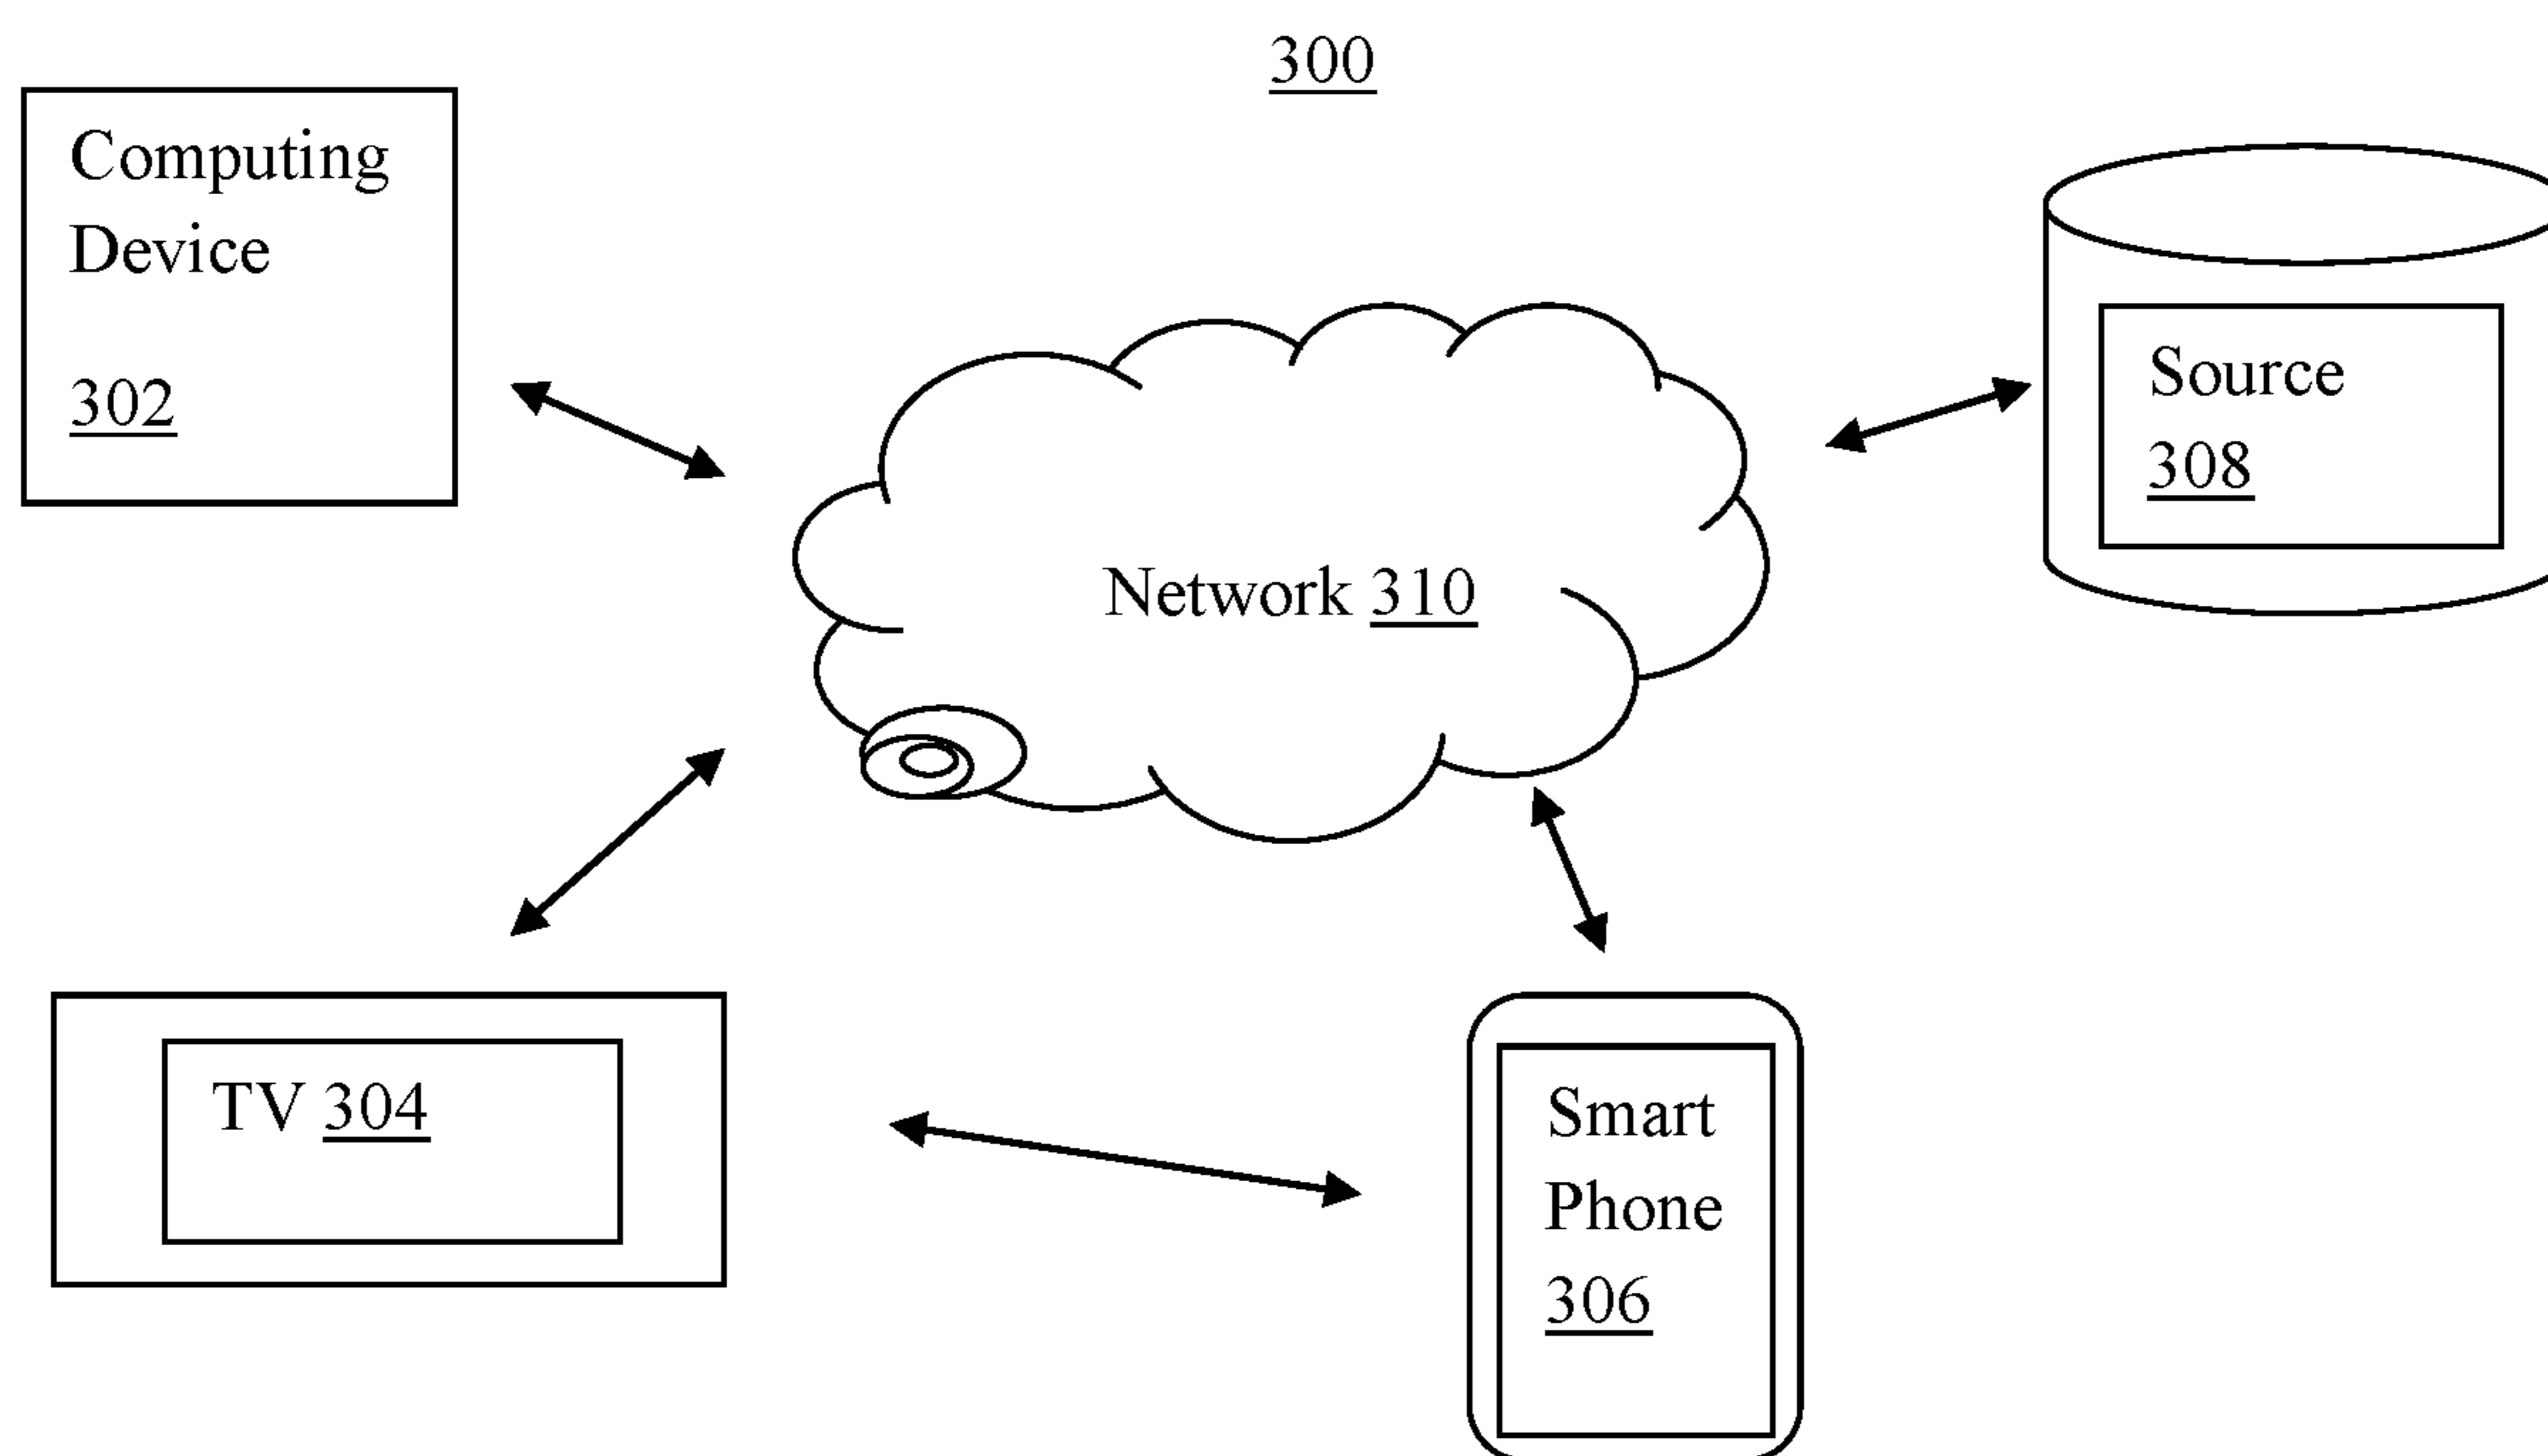 300
Computing
Device
302
Source
308
Network 310
TV 304
Smart
Phone
306